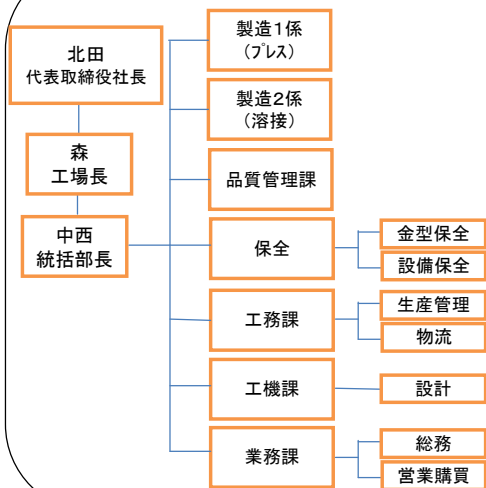 北田
代表取締役社長
森
工場長
中西
統括部長
製造1係
(ﾌﾟﾚｽ)
製造2係
(溶接)
品質管理課
保全
金型保全
設備保全
工務課
生産管理
物流
工機課
設計
業務課
総務
営業購買